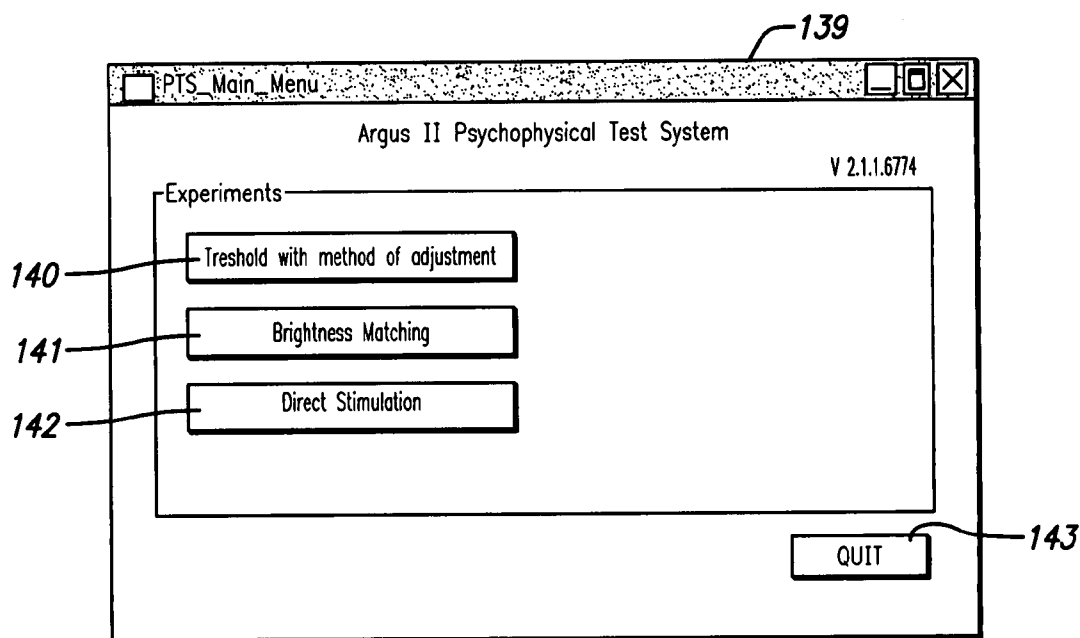 139
PTS_Main_Menu
Argus II Psychophysical Test System
V 2.1.1.6774
Experiments
140
Treshold with method of adjustment
141
Brightness Matching
142
Direct Stimulation
QUIT
143